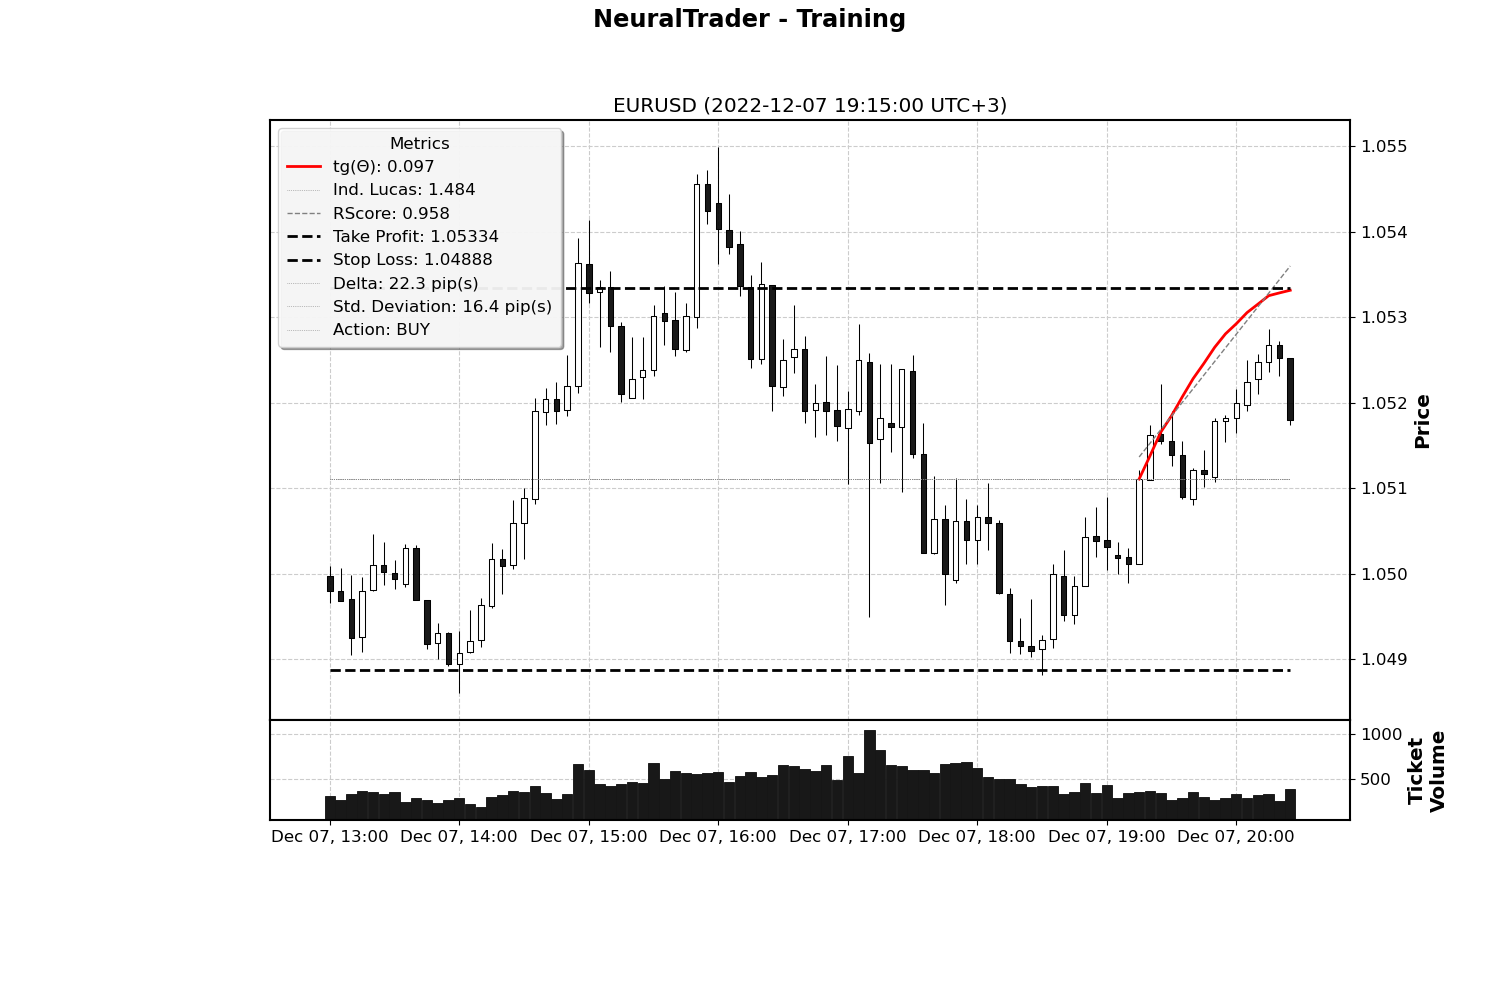 NeuralTrader - Training
EURUSD (2022-12-07 19:15:00 UTC+3)
Metrics
tg(Θ): 0.097
Ind. Lucas: 1.484
RScore: 0.958
Take Profit: 1.05334
Stop Loss: 1.04888
Delta: 22.3 pip(s)
Std. Deviation: 16.4 pip(s)
Action: BUY
1.055
1.054
1.053
1.052
1.051
1.050
1.049
Price
1000
500
Ticket
Volume
Dec 07, 13:00 Dec 07, 14:00 Dec 07, 15:00 Dec 07, 16:00 Dec 07, 17:00 Dec 07, 18:00 Dec 07, 19:00 Dec 07, 20:00